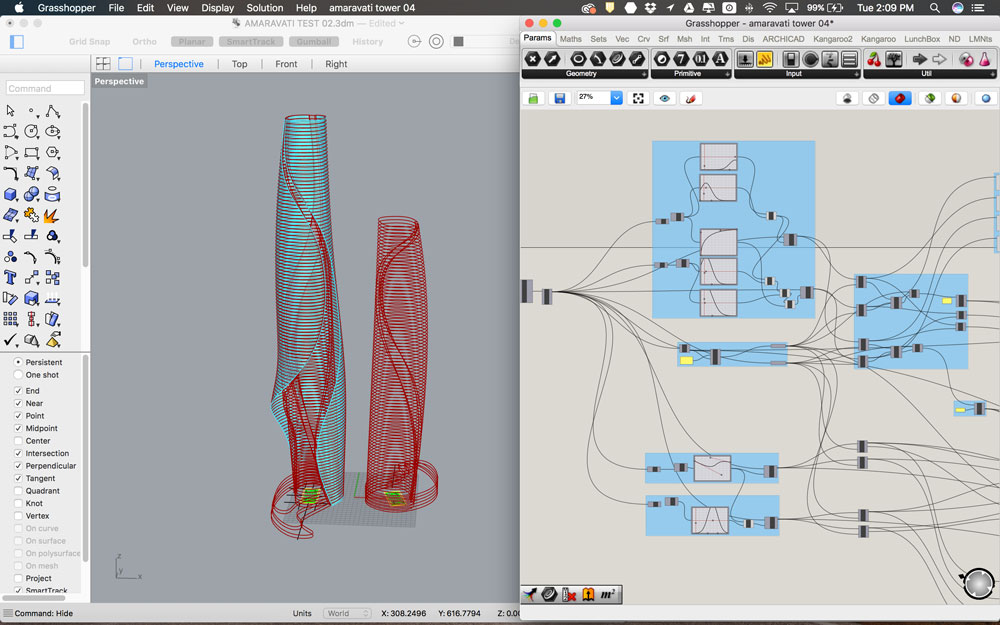 Grasshopper File Edit View Display Solution Help amaravati tower 04
99% Tue 2:09 PM
AMARAVATI TEST 02.3dm — Edited
Grid Snap Ortho Planar SmartTrack Gumball History
Perspective Top Front Right
Command
Perspective
Persistent
One shot
End
Near
Point
Midpoint
Center
Intersection
Perpendicular
Tangent
Quadrant
Knot
Vertex
On curve
On surface
On polysurface
On mesh
Project
SmartTrack
z
y
x
Command: Hide Units World X: 308.2496 Y: 616.7794 Z: 0.00
Grasshopper - amaravati tower 04*
Params Maths Sets Vec Crv Srf Msh Int Trns Dis ARCHICAD Kangaroo2 Kangaroo LunchBox ND LMNts
Geometry Primitive Input Util
27%
m²